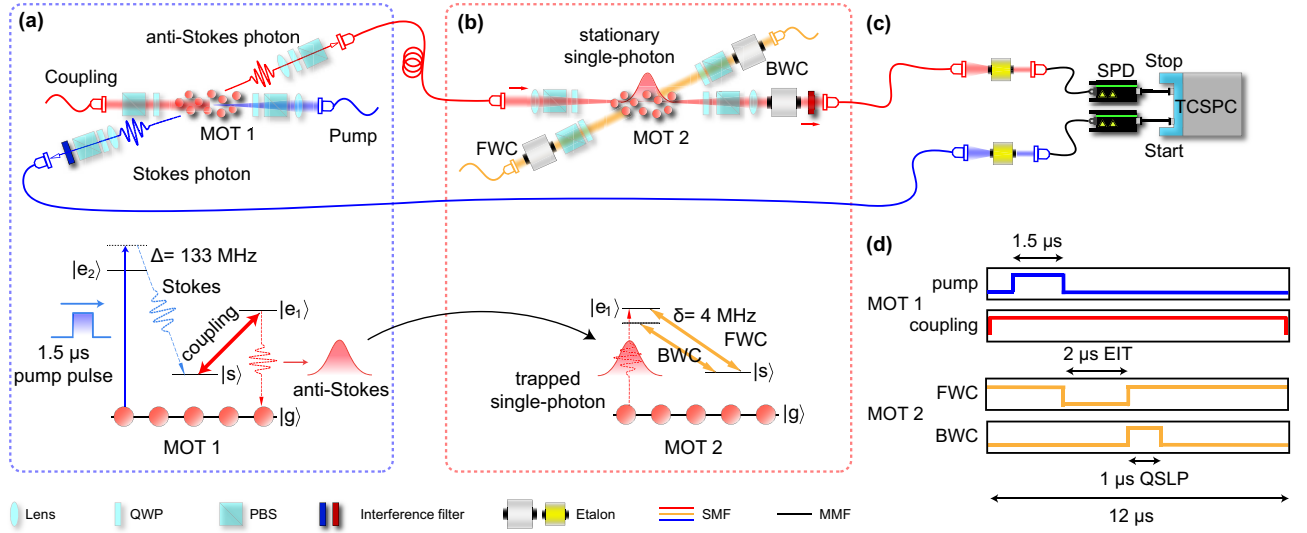 (a)
anti-Stokes photon
Coupling
MOT 1
Pump
Stokes photon
|e₂⟩
Δ= 133 MHz
Stokes
coupling
|e₁⟩
1.5 µs
pump pulse
|s⟩
anti-Stokes
|g⟩
MOT 1
(b)
stationary
single-photon
BWC
MOT 2
FWC
|e₁⟩
δ= 4 MHz
FWC
BWC
|s⟩
trapped
single-photon
|g⟩
MOT 2
(c)
SPD
Stop
TCSPC
Start
(d)
1.5 µs
pump
MOT 1
coupling
2 µs EIT
FWC
MOT 2
BWC
1 µs QSLP
12 µs
Lens
QWP
PBS
Interference filter
Etalon
SMF
MMF